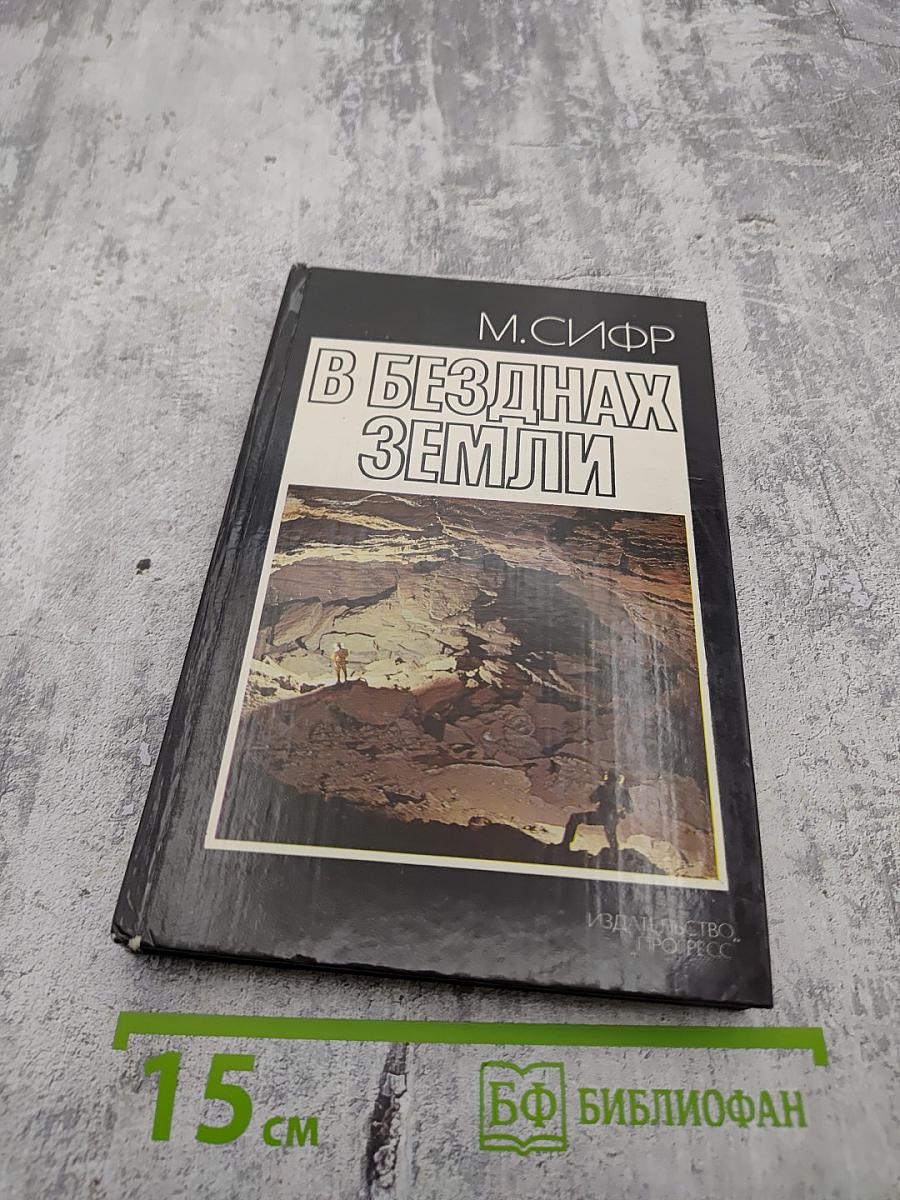 М.СИФР
В БЕЗДНАХ
ЗЕМЛИ
ИЗДАТЕЛЬСТВО
„ПРОГРЕСС“
15 см
БФ БИБЛИОФАН